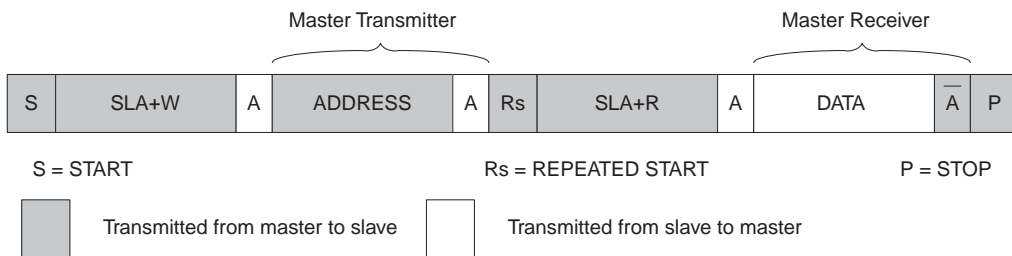 Master Transmitter Master Receiver
S SLA+W A ADDRESS A Rs SLA+R A DATA A̅ P
S = START Rs = REPEATED START P = STOP
Transmitted from master to slave Transmitted from slave to master